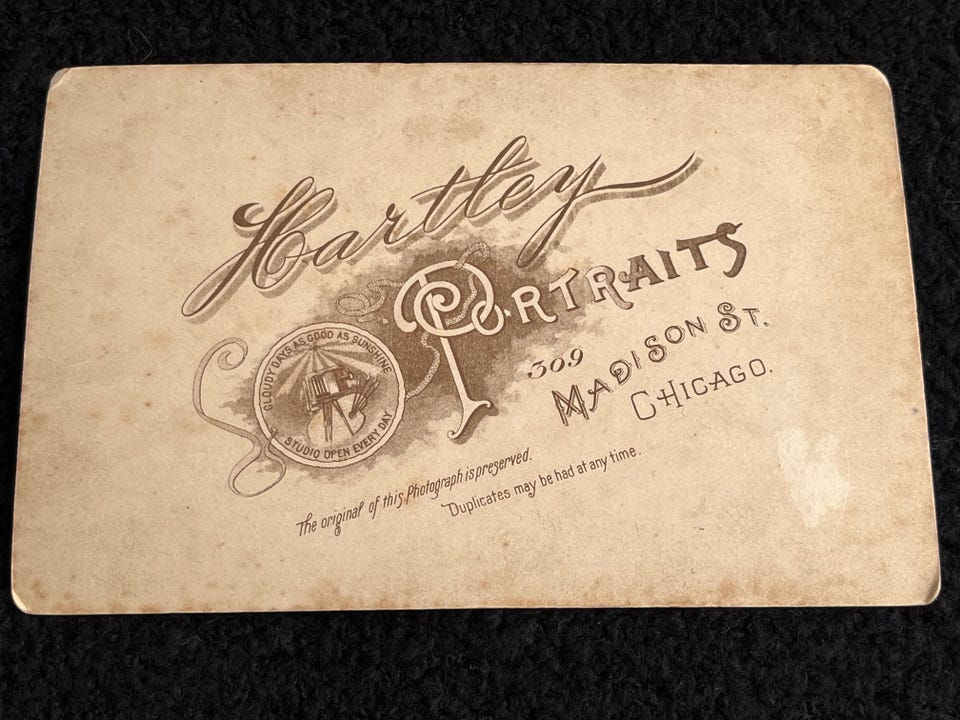 Hartley
PORTRAITS
309
MADISON ST.
CHICAGO.
CLOUDY DAYS AS GOOD AS SUNSHINE
STUDIO OPEN EVERY DAY
The original of this Photograph is preserved.
Duplicates may be had at any time.